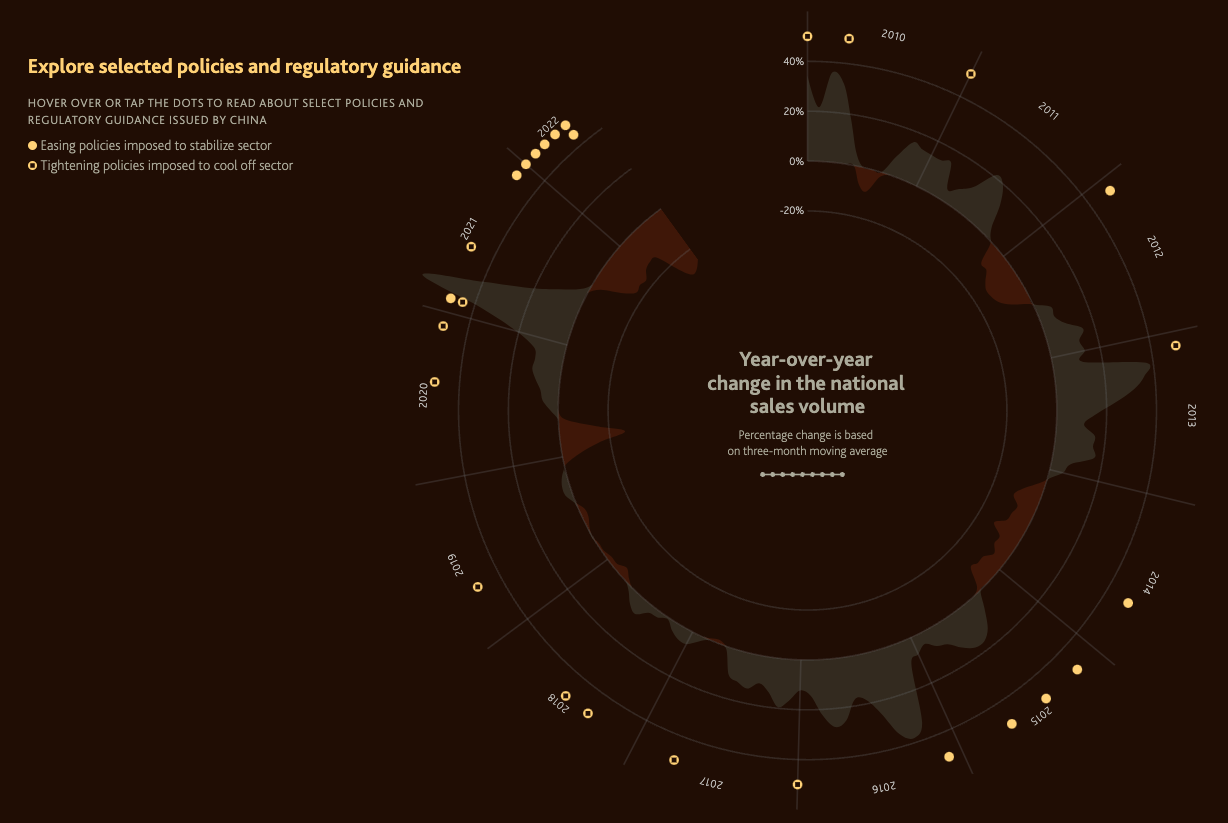 Explore selected policies and regulatory guidance
HOVER OVER OR TAP THE DOTS TO READ ABOUT SELECT POLICIES AND
REGULATORY GUIDANCE ISSUED BY CHINA
Easing policies imposed to stabilize sector
Tightening policies imposed to cool off sector
40%
20%
0%
-20%
2010
2011
2012
2013
2014
2015
2016
2017
2018
2019
2020
2021
2022
Year-over-year
change in the national
sales volume
Percentage change is based
on three-month moving average